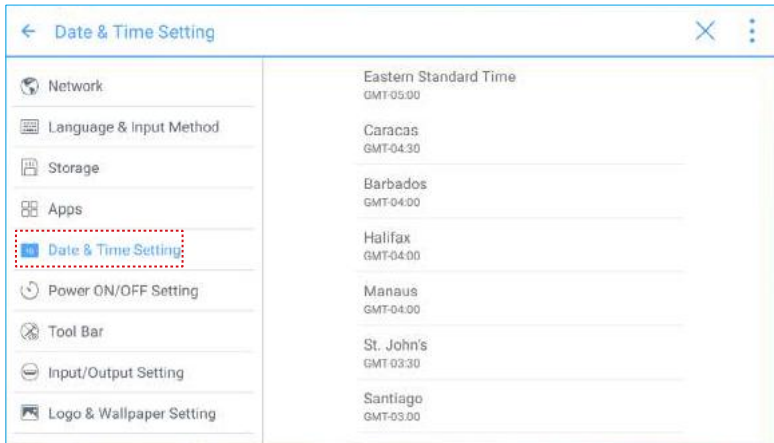 Date & Time Setting
Network
Language & Input Method
Storage
Apps
Date & Time Setting
Power ON/OFF Setting
Tool Bar
Input/Output Setting
Logo & Wallpaper Setting
Eastern Standard Time
GMT-05:00
Caracas
GMT-04:30
Barbados
GMT-04:00
Halifax
GMT-04:00
Manaus
GMT-04:00
St. John's
GMT-03:30
Santiago
GMT-03:00